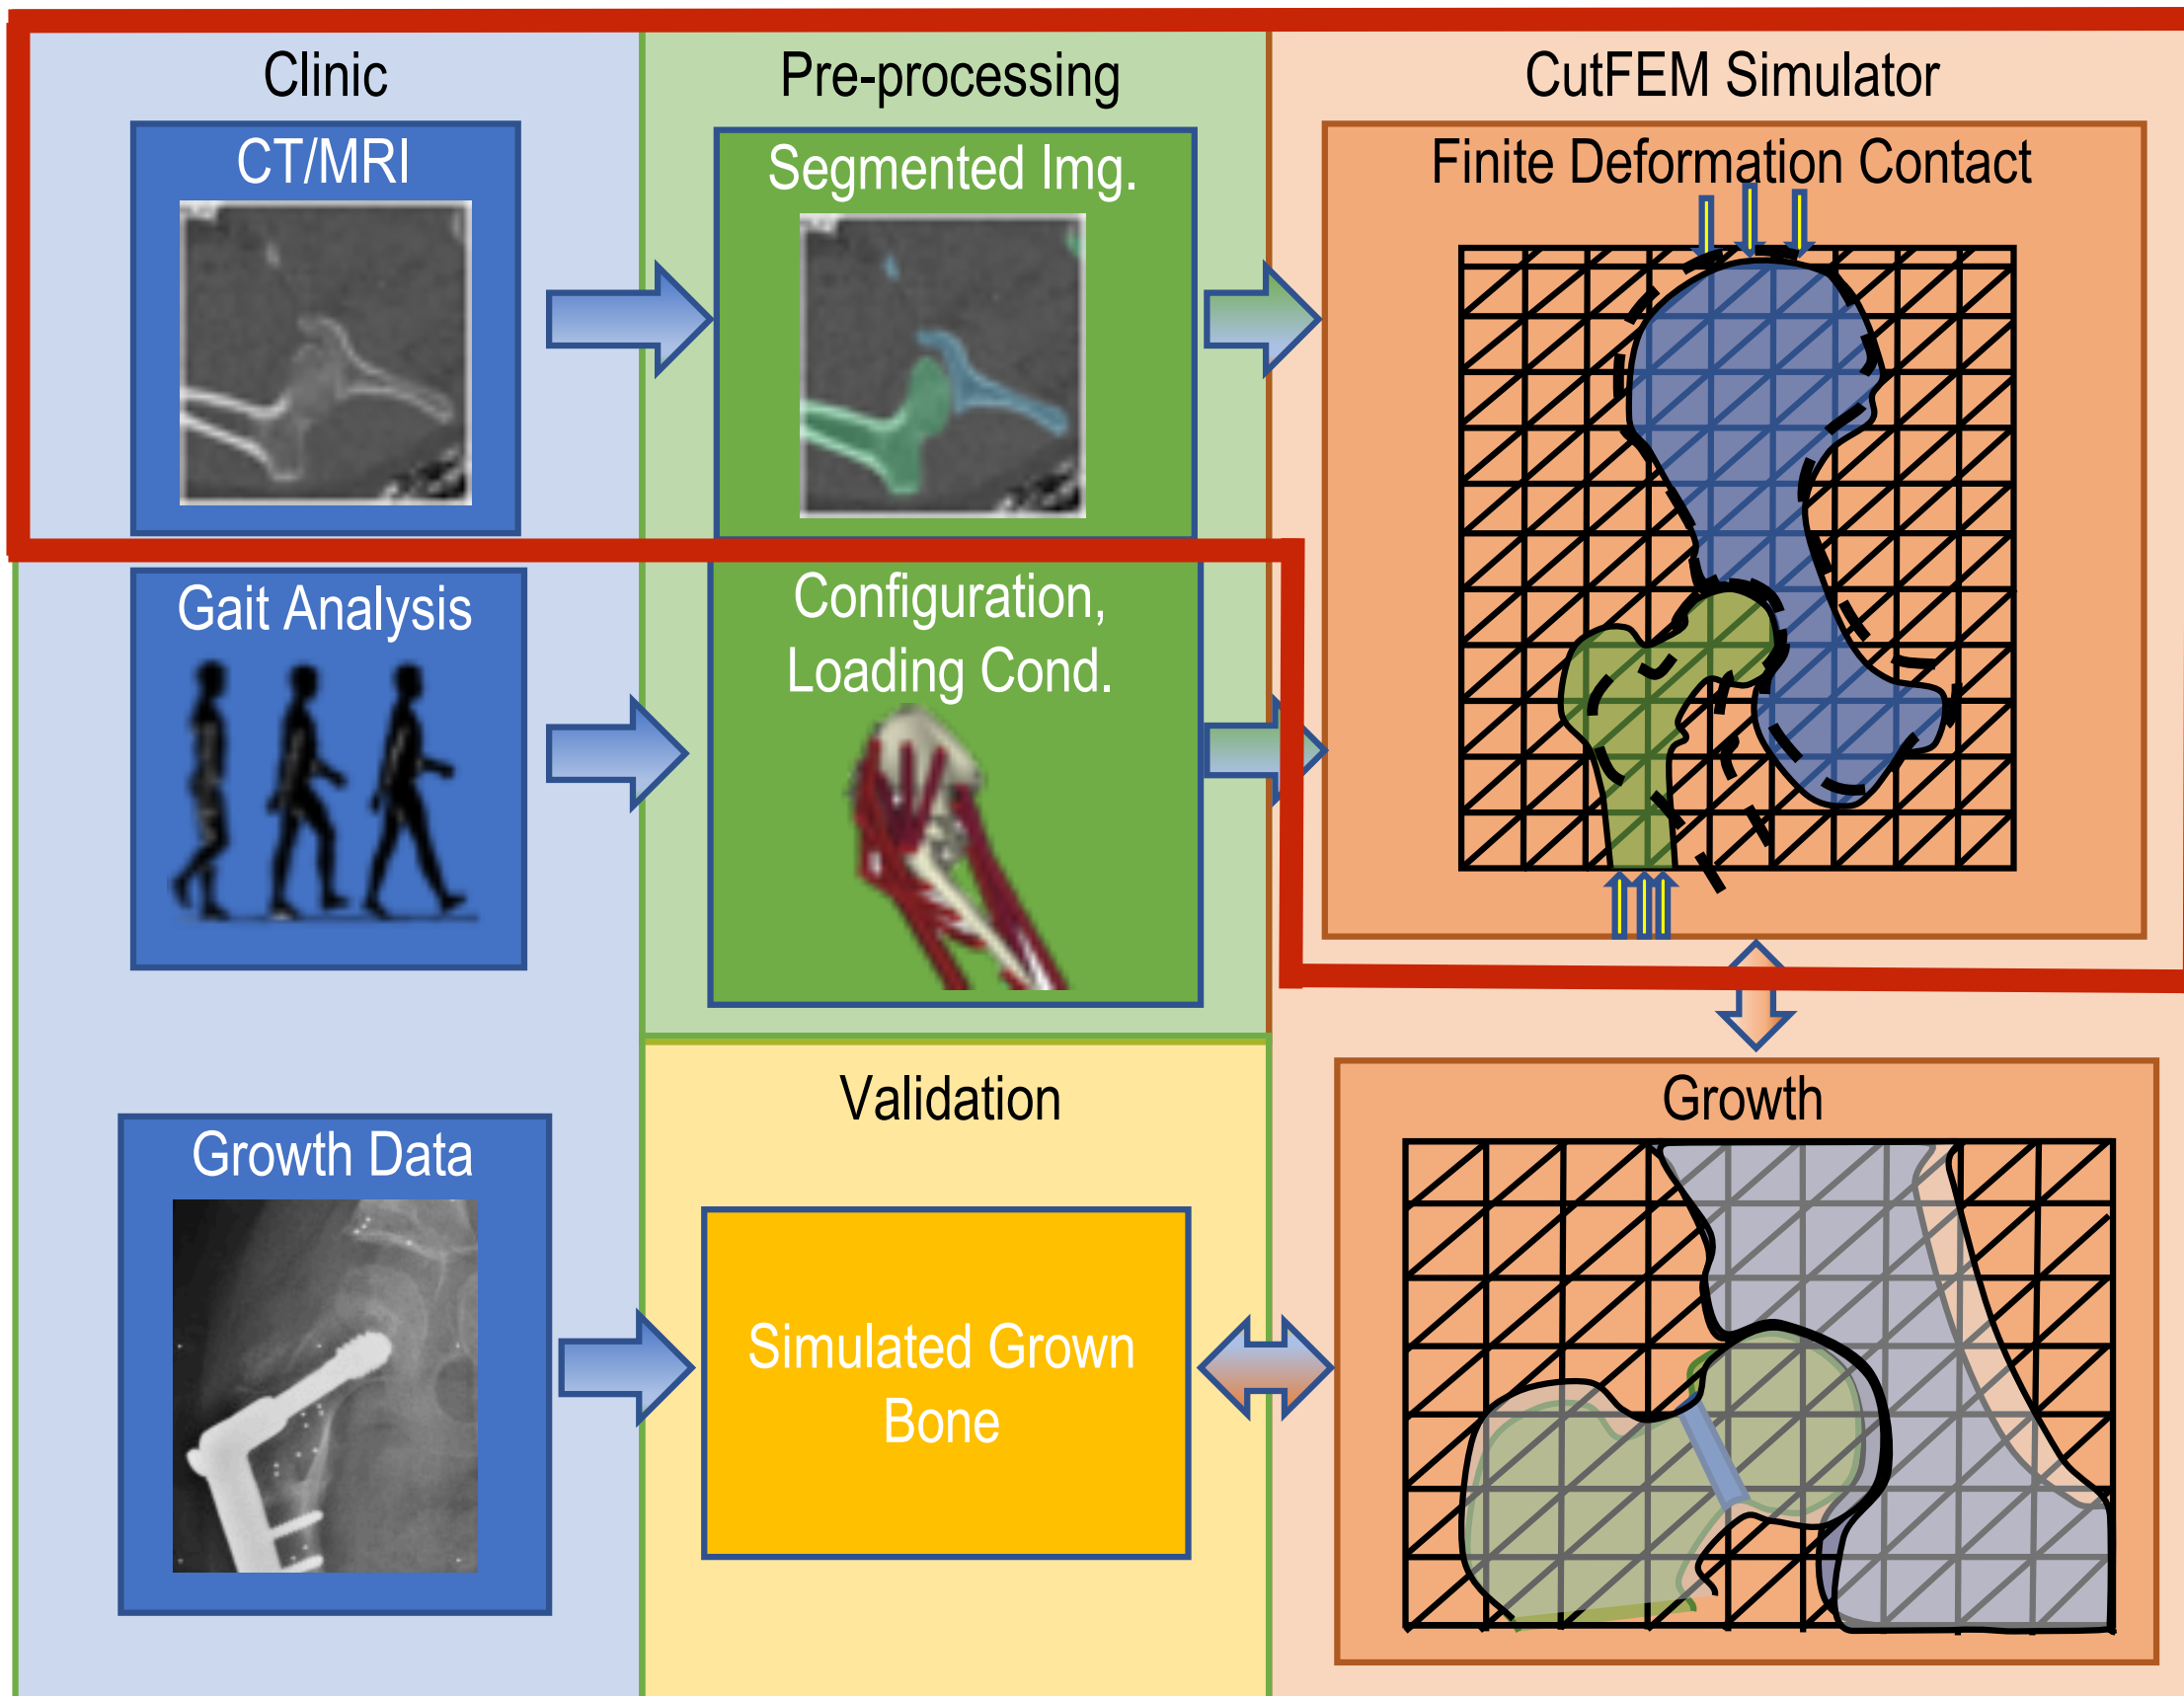 Clinic
Pre-processing
CutFEM Simulator
CT/MRI
Segmented Img.
Finite Deformation Contact
Gait Analysis
Configuration,
Loading Cond.
Validation
Growth
Growth Data
Simulated Grown
Bone